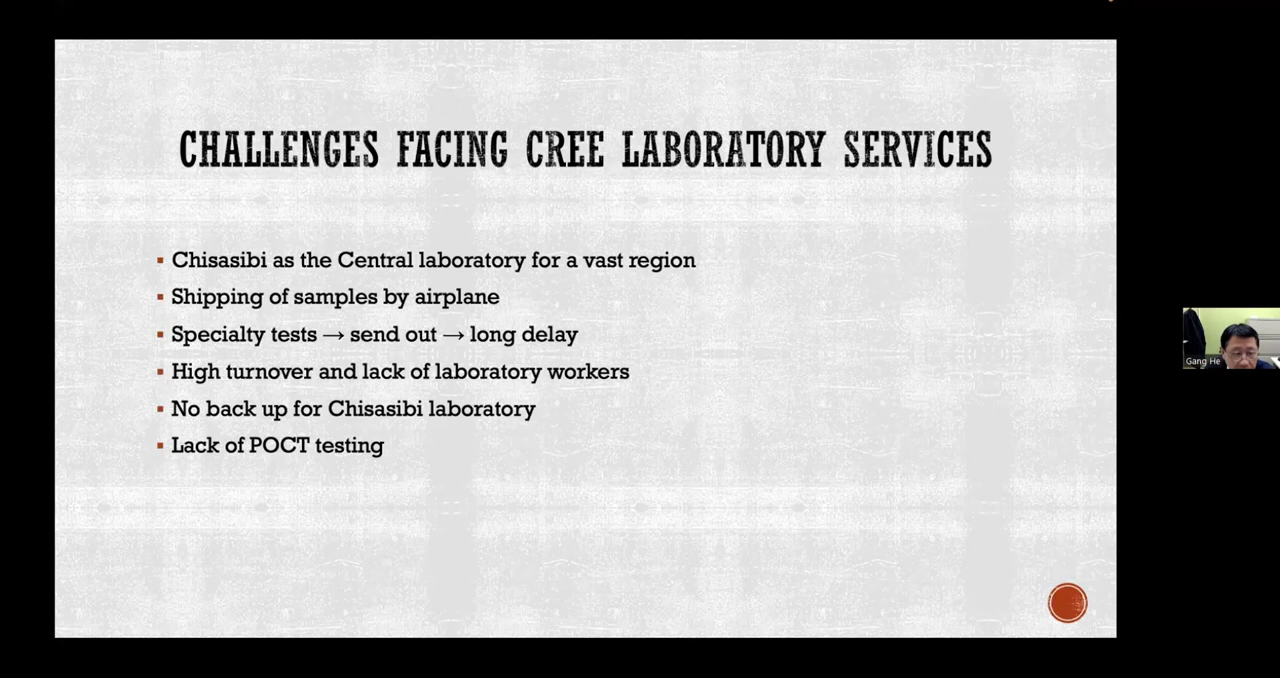 CHALLENGES FACING CREE LABORATORY SERVICES
▪ Chisasibi as the Central laboratory for a vast region
▪ Shipping of samples by airplane
▪ Specialty tests → send out → long delay
▪ High turnover and lack of laboratory workers
▪ No back up for Chisasibi laboratory
▪ Lack of POCT testing
Gang He